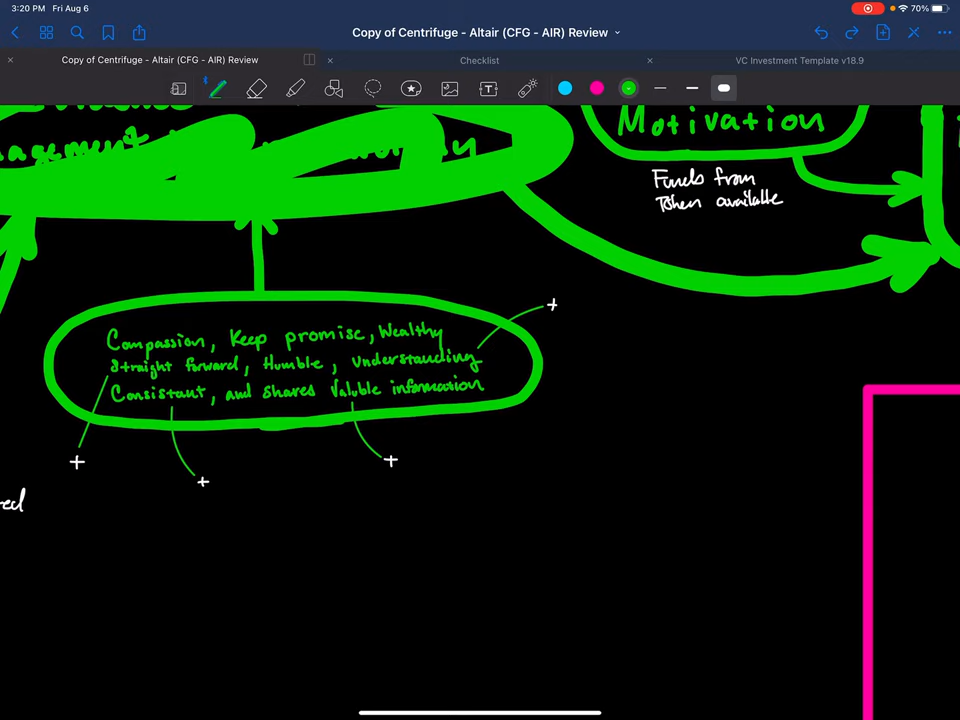 3:20 PM Fri Aug 6
70%
Copy of Centrifuge - Altair (CFG - AIR) Review
Copy of Centrifuge - Altair (CFG - AIR) Review
Checklist
VC Investment Template v18.9
Motivation
Funds from
Token available
Compassion, Keep promise, Wealthy
Straight forward, Humble, Understanding
Consistant, and shares Valuble information
+
+
+
+